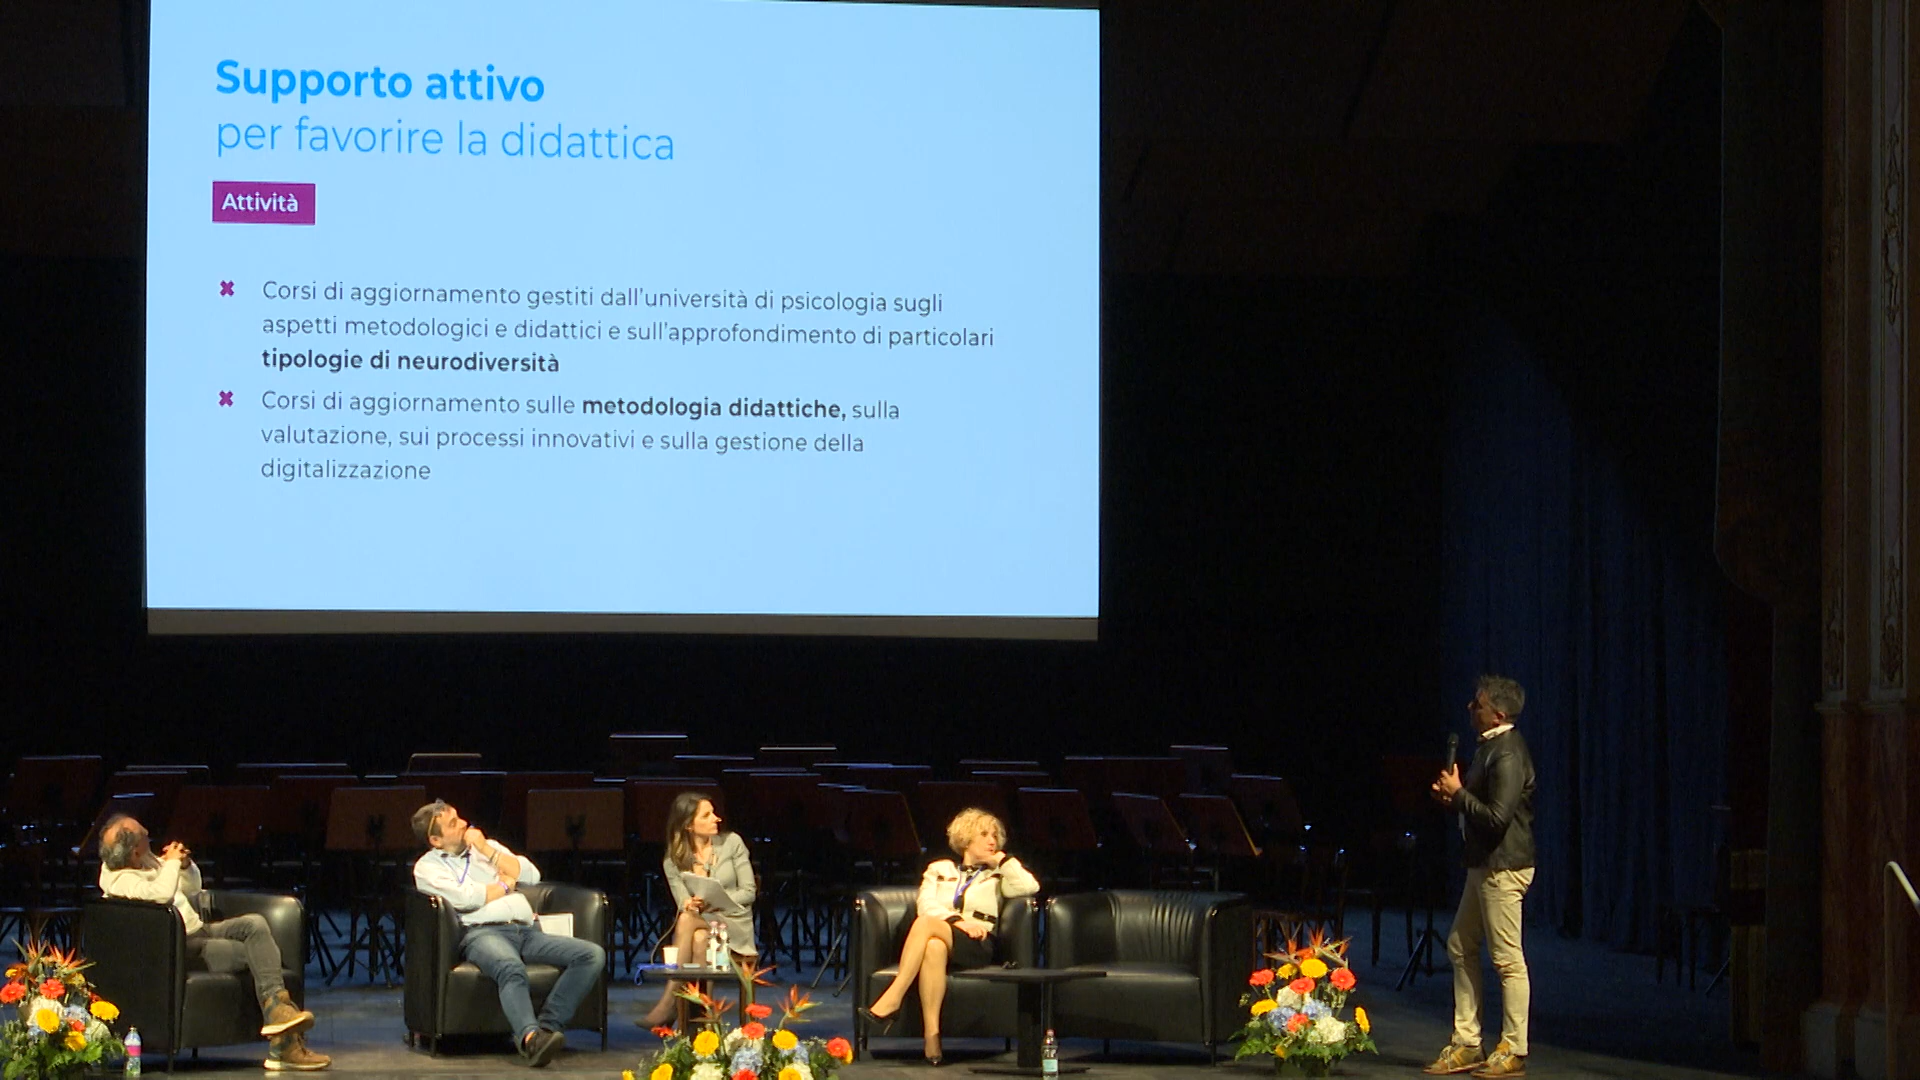 Supporto attivo
per favorire la didattica
Attività
Corsi di aggiornamento gestiti dall'università di psicologia sugli
aspetti metodologici e didattici e sull'approfondimento di particolari
tipologie di neurodiversità
Corsi di aggiornamento sulle metodologia didattiche, sulla
valutazione, sui processi innovativi e sulla gestione della
digitalizzazione